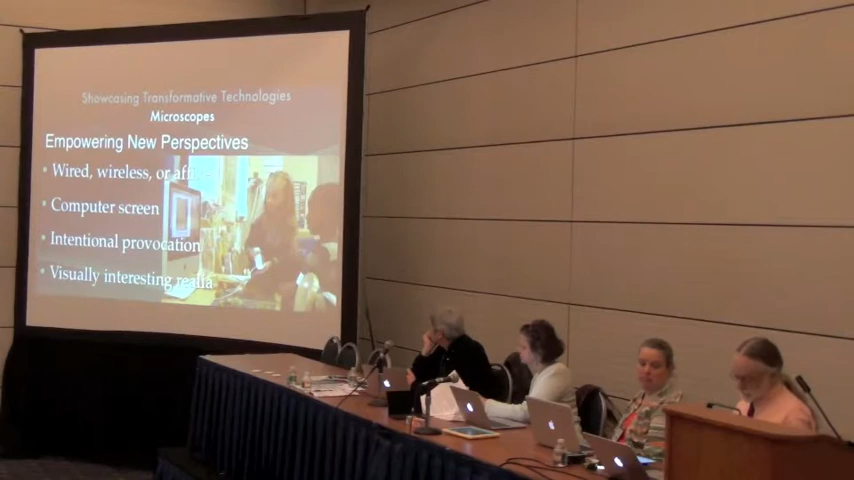 Showcasing Transformative Technologies
Microscopes
Empowering New Perspectives
Wired, wireless, or
Computer screen
Intentional provocation
Visually interesting realia